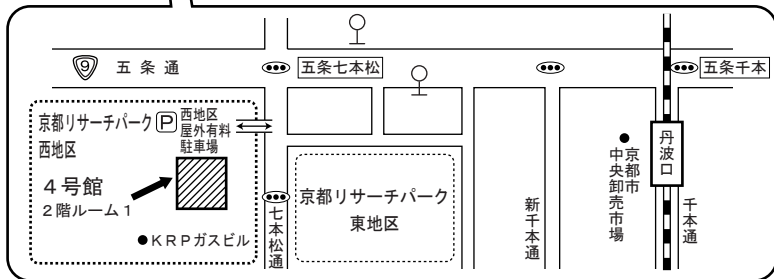 9
五条通
五条七本松
五条千本
京都リサーチパーク
西地区
P
西地区
屋外有料
駐車場
4号館
2階ルーム1
●KRPガスビル
七本松通
京都リサーチパーク
東地区
新千本通
●京都市
中央卸売市場
丹波口
千本通